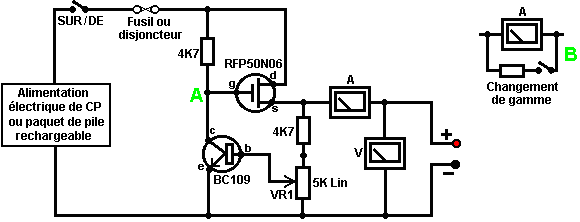 SUR/DE
Fusil ou
disjoncteur
4K7
RFP50N06
d
g
s
A
Alimentation
électrique de CP
ou paquet de pile
rechargeable
c
b
e
BC109
4K7
VR1
5K Lin
A
V
+
−
A
B
Changement
de gamme